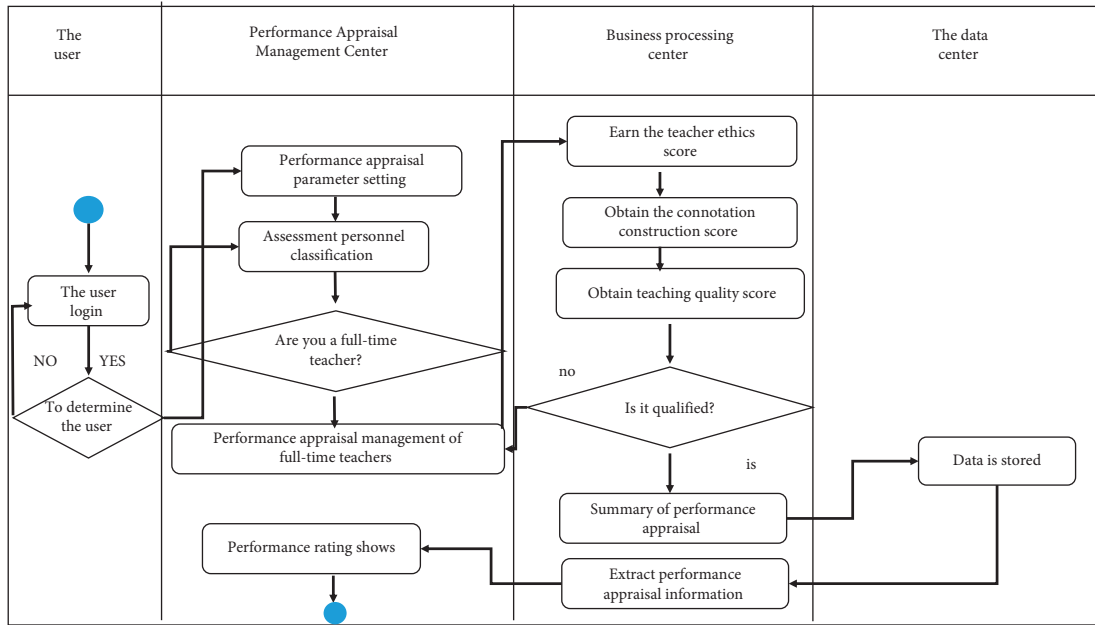 The
user
Performance Appraisal
Management Center
Business processing
center
The data
center
Earn the teacher ethics
score
Performance appraisal
parameter setting
Obtain the connotation
construction score
Assessment personnel
classification
The user
login
Obtain teaching quality score
Are you a full-time
teacher?
NO
YES
no
To determine
the user
Is it qualified?
Performance appraisal management of
full-time teachers
is
Data is stored
Summary of performance
appraisal
Performance rating shows
Extract performance
appraisal information